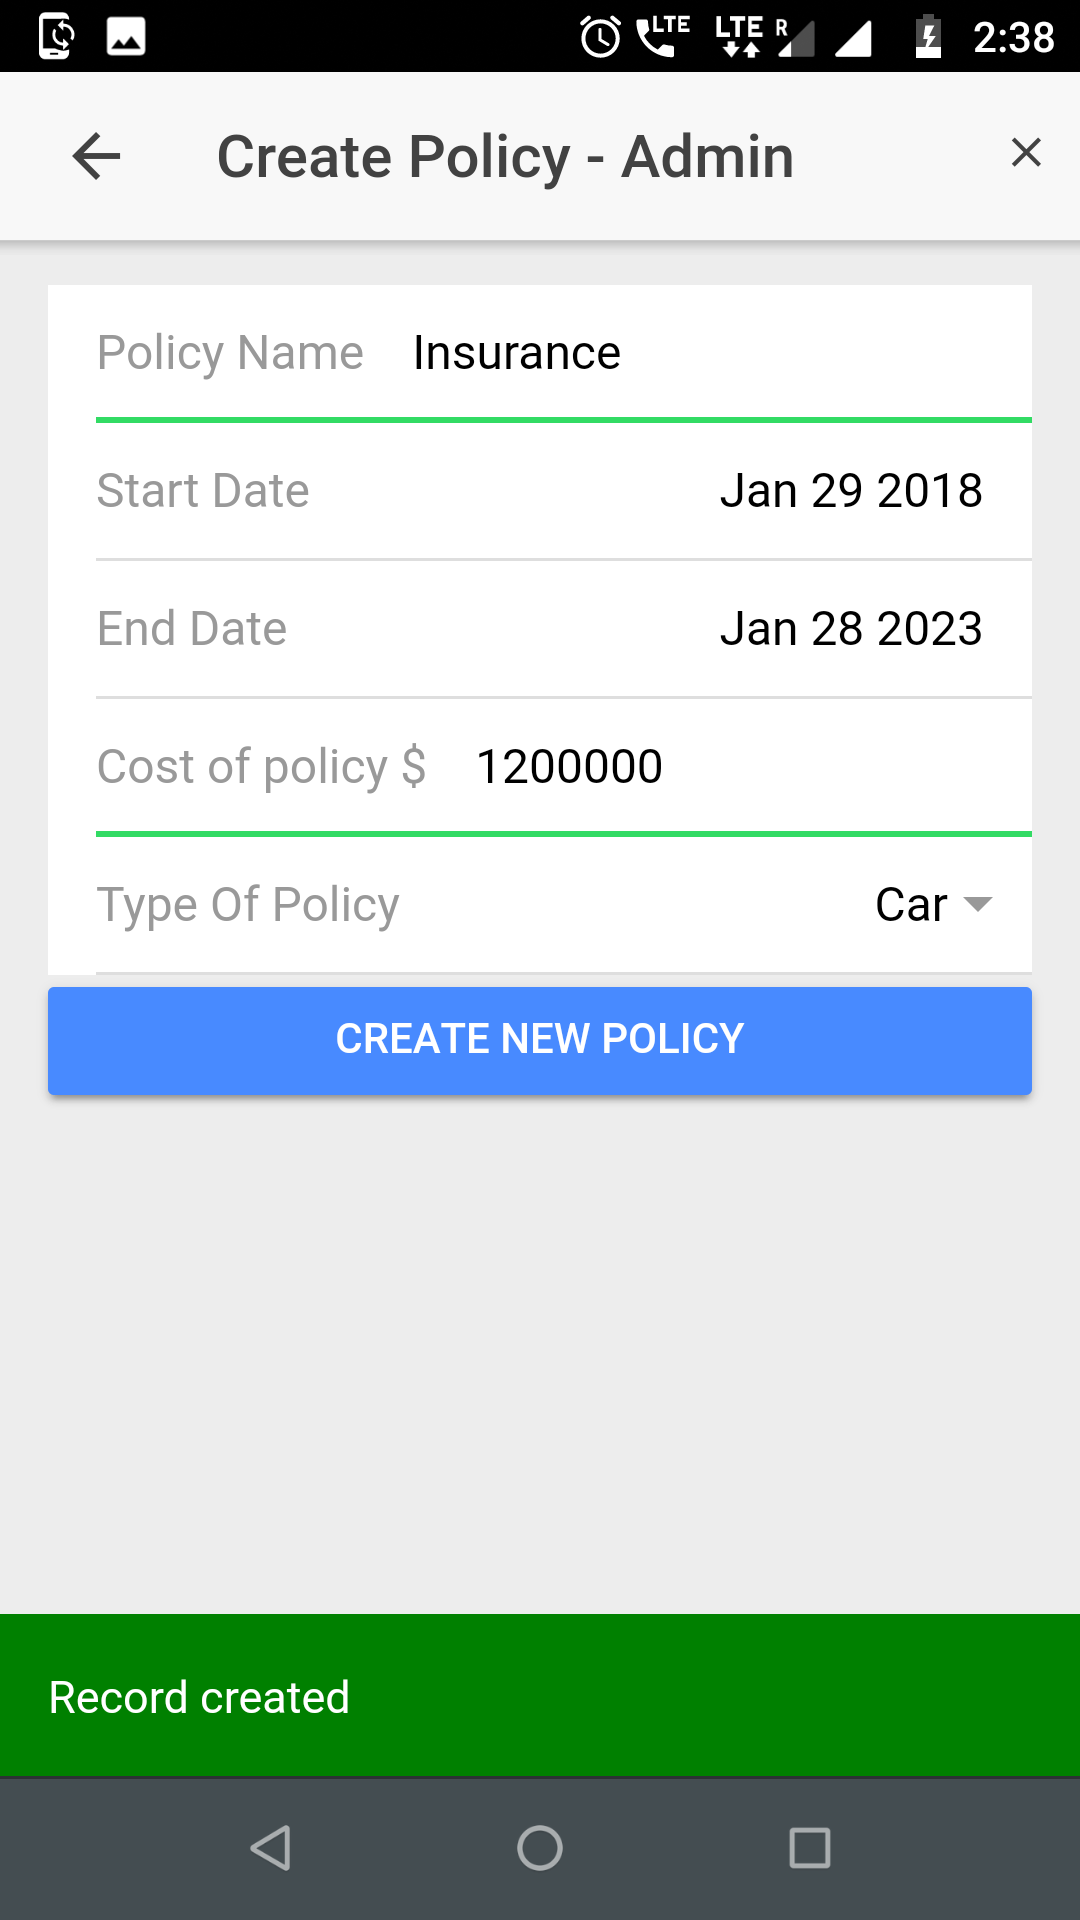 LTE LTE R 2:38
Create Policy - Admin ×
Policy Name Insurance
Start Date Jan 29 2018
End Date Jan 28 2023
Cost of policy $ 1200000
Type Of Policy Car
CREATE NEW POLICY
Record created